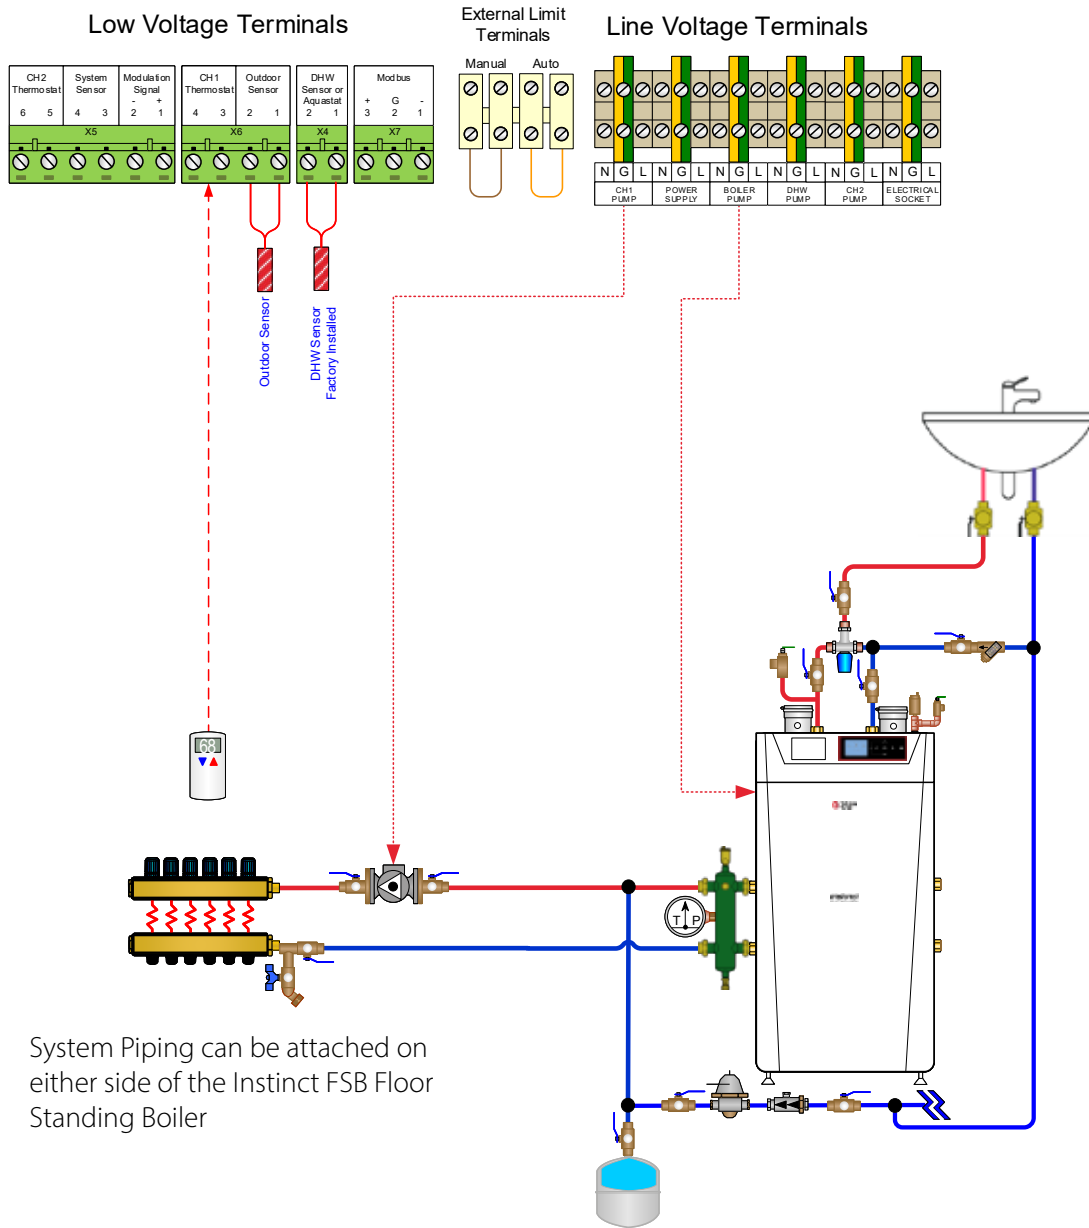 Low Voltage Terminals
External Limit
Terminals
Line Voltage Terminals
Manual Auto
CH2
Thermostat
6 5
System
Sensor
4 3
Modulation
Signal
- +
2 1
X5
CH1
Thermostat
4 3
Outdoor
Sensor
2 1
X6
DHW
Sensor or
Aquastat
2 1
X4
Modbus
+ G -
3 2 1
X7
N G L N G L N G L N G L N G L N G L
CH1
PUMP
POWER
SUPPLY
BOILER
PUMP
DHW
PUMP
CH2
PUMP
ELECTRICAL
SOCKET
Outdoor Sensor
DHW Sensor
Factory Installed
68
T P
System Piping can be attached on
either side of the Instinct FSB Floor
Standing Boiler